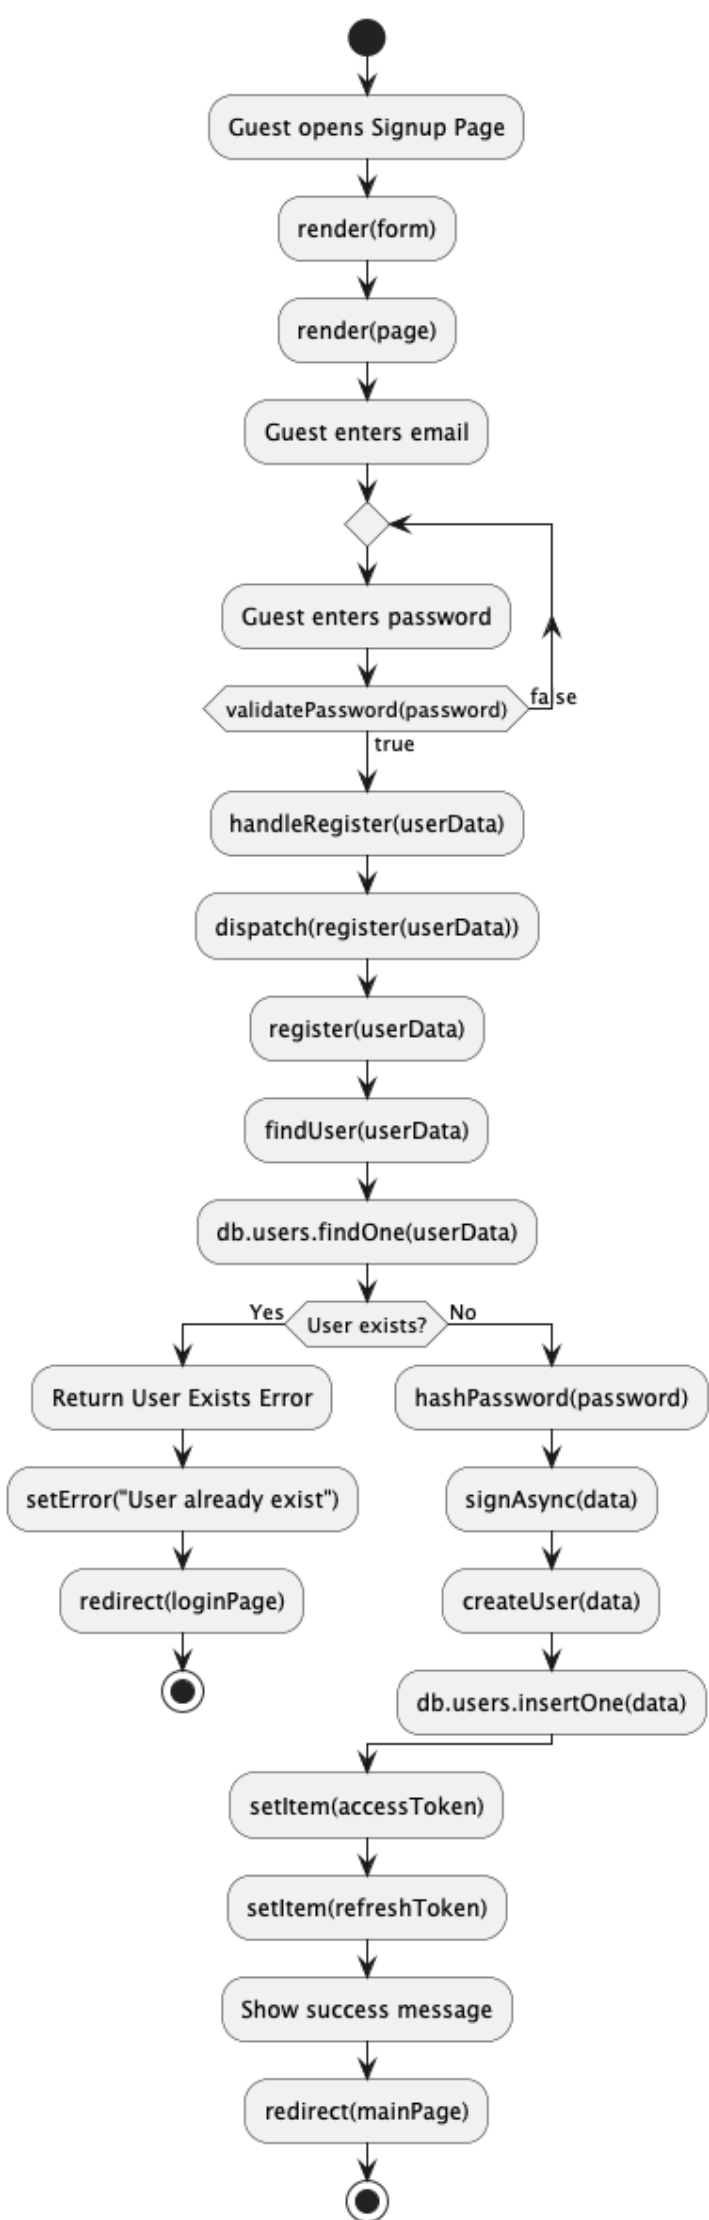 Guest opens Signup Page
render(form)
render(page)
Guest enters email
Guest enters password
validatePassword(password)
false
true
handleRegister(userData)
dispatch(register(userData))
register(userData)
findUser(userData)
db.users.findOne(userData)
Yes
User exists?
No
Return User Exists Error
hashPassword(password)
setError("User already exist")
signAsync(data)
redirect(loginPage)
createUser(data)
db.users.insertOne(data)
setItem(accessToken)
setItem(refreshToken)
Show success message
redirect(mainPage)